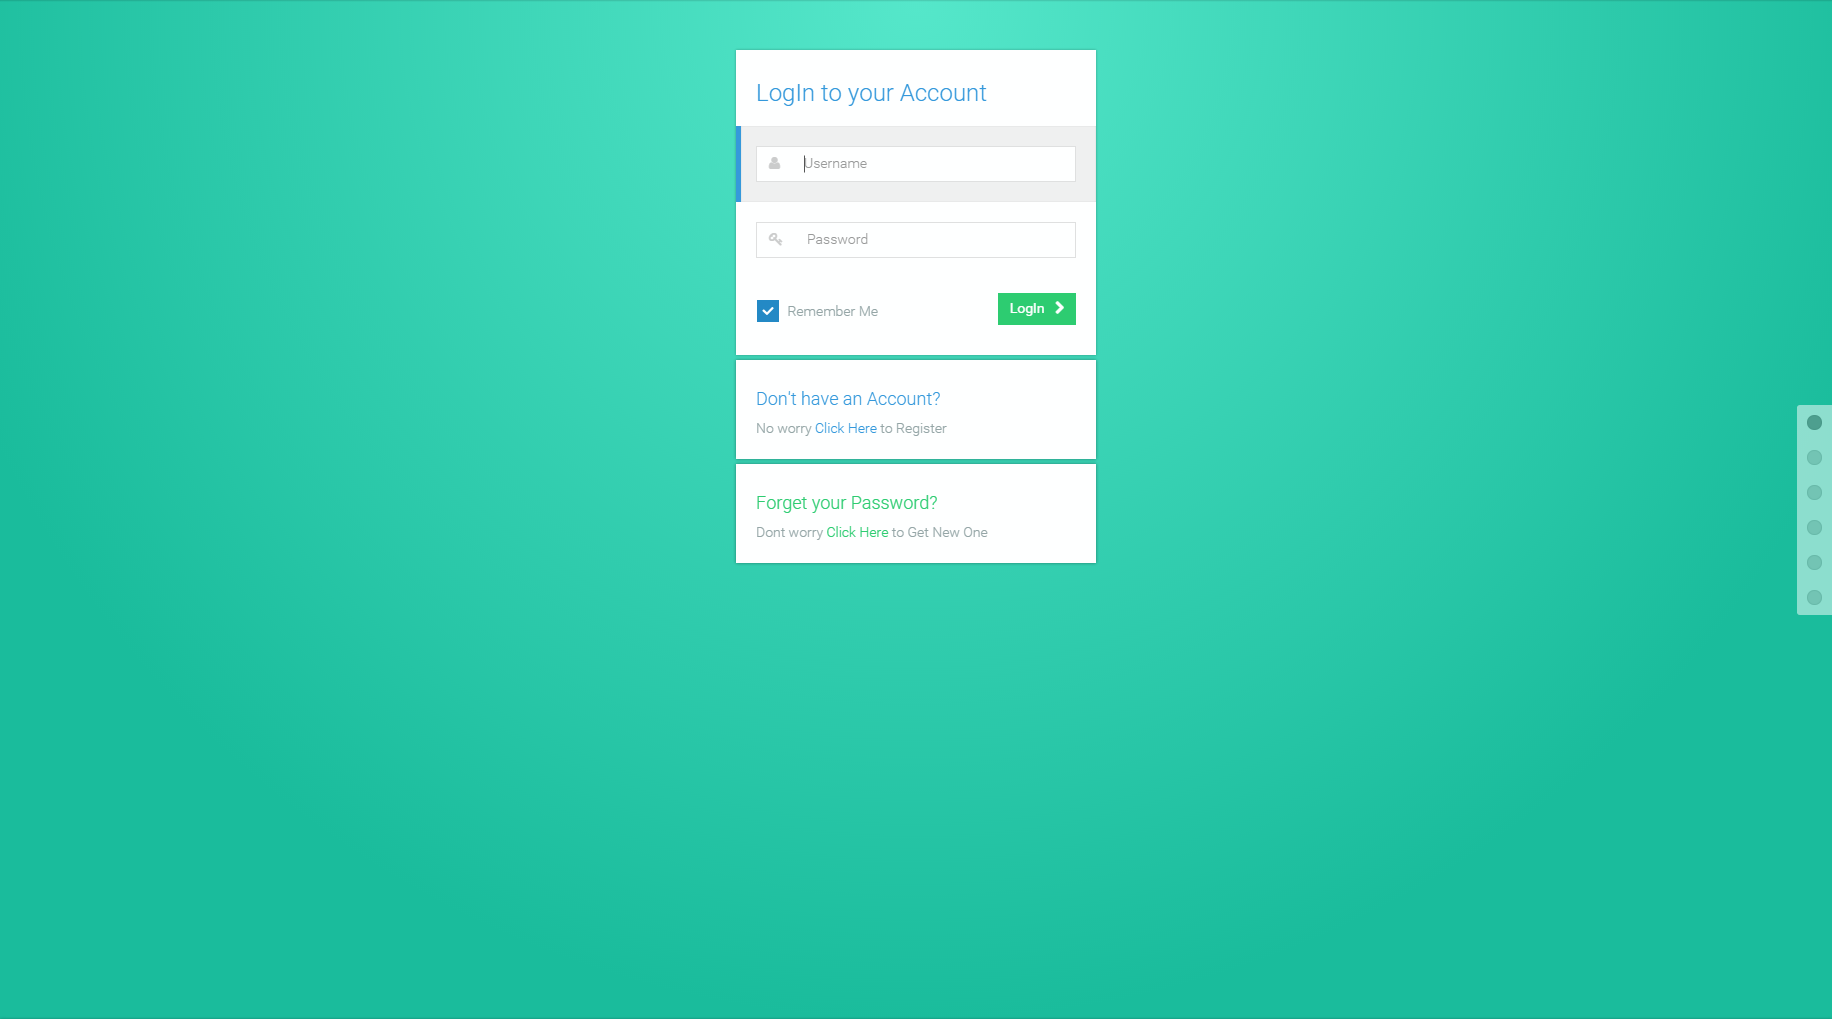 LogIn to your Account
Username
Password
Remember Me
LogIn
Don't have an Account?
No worry Click Here to Register
Forget your Password?
Dont worry Click Here to Get New One